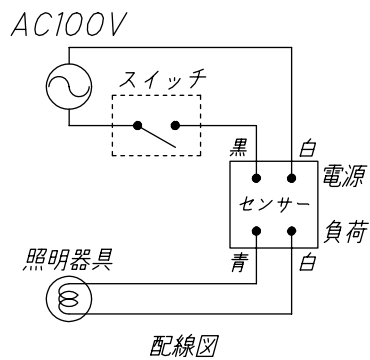 AC100V
スイッチ
黒 白
電源
センサー
負荷
青 白
照明器具
配線図